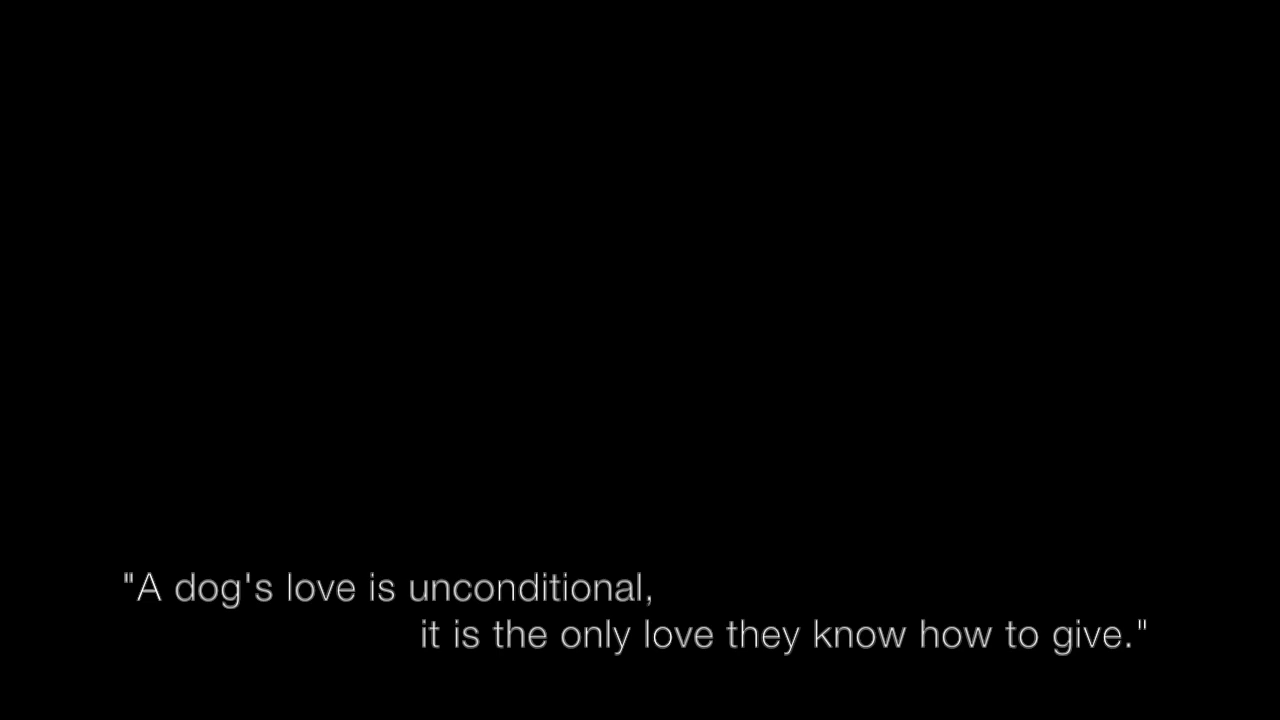 "A dog's love is unconditional,
it is the only love they know how to give."